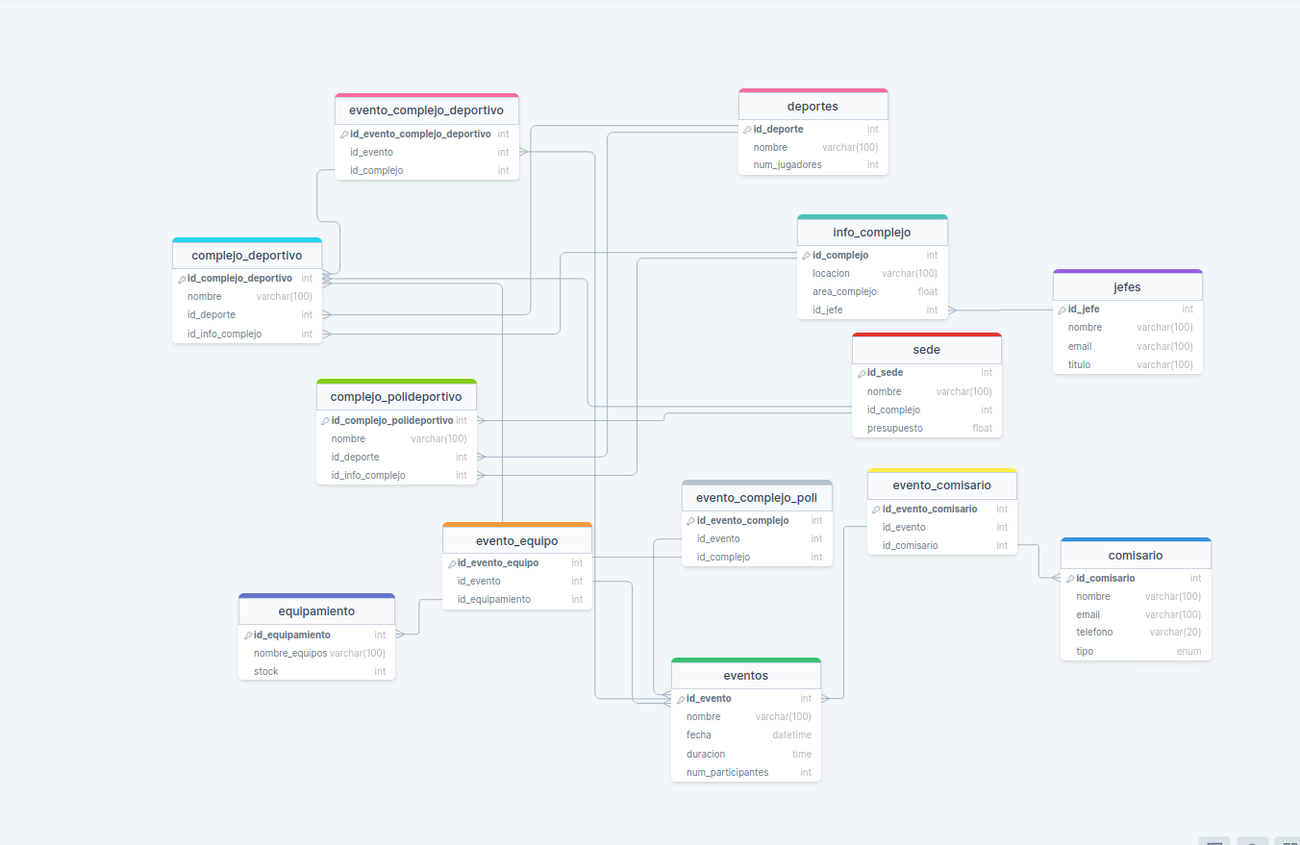 evento_complejo_deportivo
id_evento_complejo_deportivo int
id_evento int
id_complejo int
deportes
id_deporte int
nombre varchar(100)
num_jugadores int
info_complejo
id_complejo int
locacion varchar(100)
area_complejo float
id_jefe int
complejo_deportivo
id_complejo_deportivo int
nombre varchar(100)
id_deporte int
id_info_complejo int
jefes
id_jefe int
nombre varchar(100)
email varchar(100)
titulo varchar(100)
sede
id_sede int
nombre varchar(100)
id_complejo int
presupuesto float
complejo_polideportivo
id_complejo_polideportivo int
nombre varchar(100)
id_deporte int
id_info_complejo int
evento_comisario
id_evento_comisario int
id_evento int
id_comisario int
evento_complejo_poli
id_evento_complejo int
id_evento int
id_complejo int
evento_equipo
id_evento_equipo int
id_evento int
id_equipamiento int
comisario
id_comisario int
nombre varchar(100)
email varchar(100)
telefono varchar(20)
tipo enum
equipamiento
id_equipamiento int
nombre_equipos varchar(100)
stock int
eventos
id_evento int
nombre varchar(100)
fecha datetime
duracion time
num_participantes int